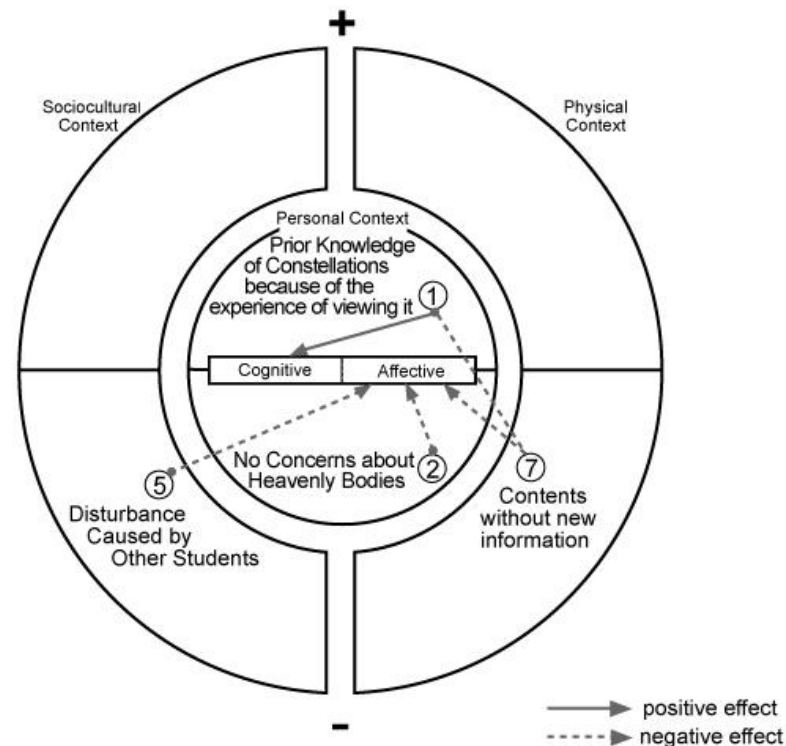 +
Sociocultural
Context
Physical
Context
Personal Context
Prior Knowledge
of Constellations
because of the
experience of viewing it
1
Cognitive
Affective
No Concerns about
Heavenly Bodies
2
5
Disturbance
Caused by
Other Students
7
Contents
without new
information
-
positive effect
negative effect